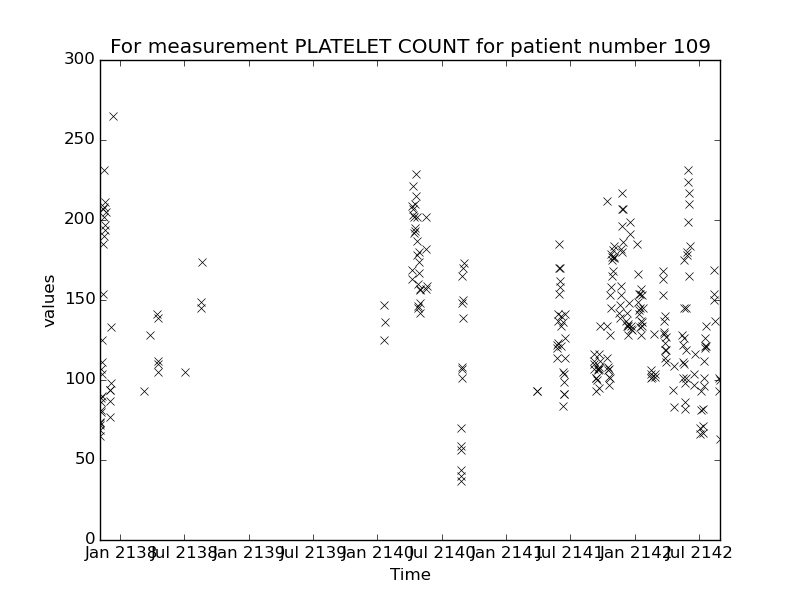 For measurement PLATELET COUNT for patient number 109
300
250
200
150
100
50
0
values
Jan 2138 Jul 2138 Jan 2139 Jul 2139 Jan 2140 Jul 2140 Jan 2141 Jul 2141 Jan 2142 Jul 2142
Time